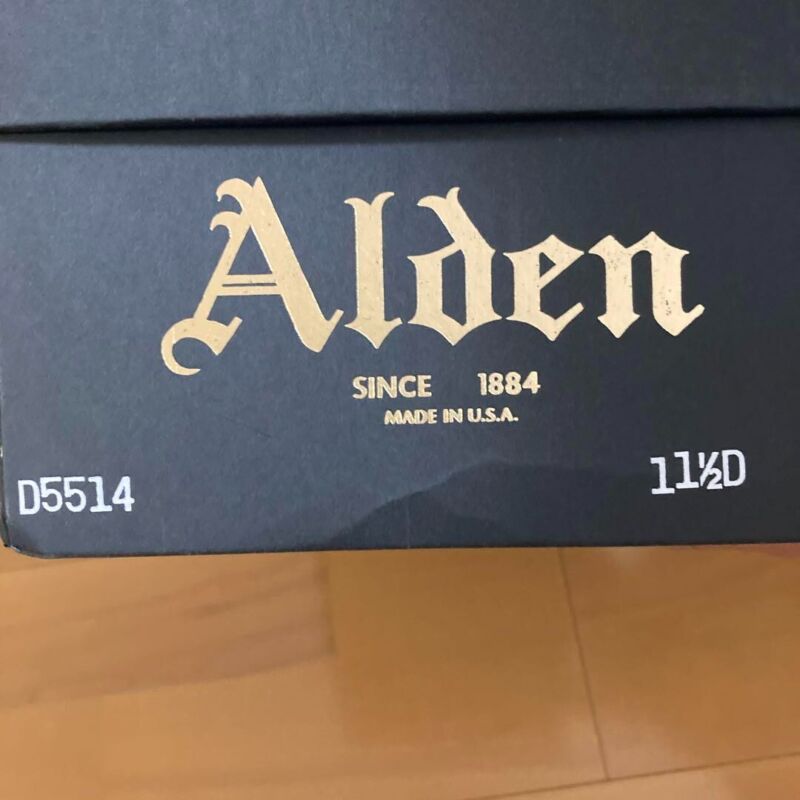 Alden
SINCE 1884
MADE IN U.S.A.
D5514 11½D